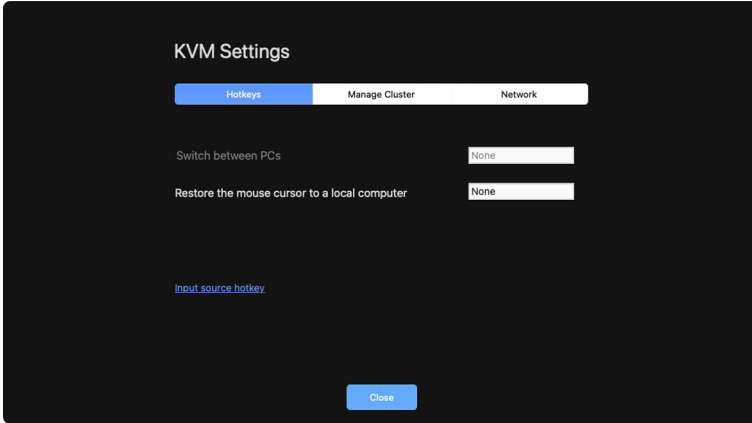 KVM Settings
Hotkeys Manage Cluster Network
Switch between PCs None
Restore the mouse cursor to a local computer None
Input source hotkey
Close